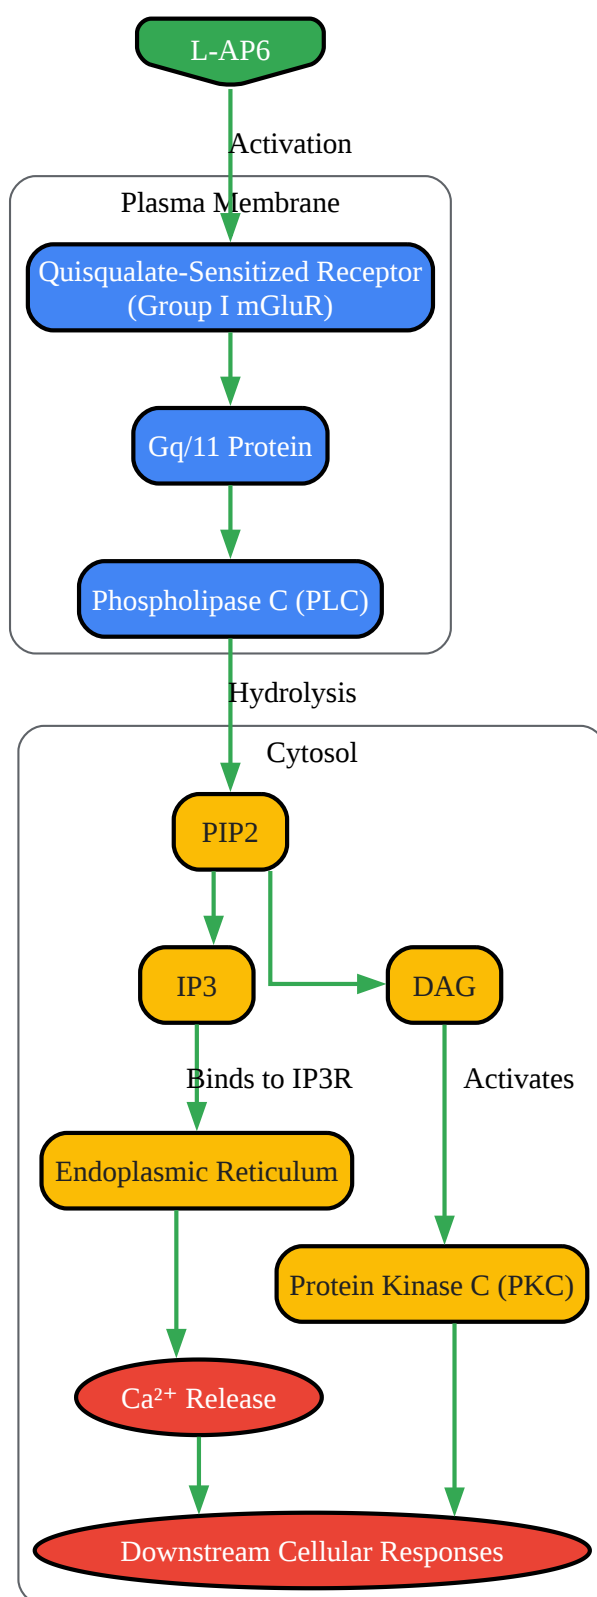 L-AP6
Activation
Plasma Membrane
Quisqualate-Sensitized Receptor
(Group I mGluR)
Gq/11 Protein
Phospholipase C (PLC)
Hydrolysis
Cytosol
PIP2
IP3
DAG
Binds to IP3R
Activates
Endoplasmic Reticulum
Protein Kinase C (PKC)
Ca²⁺ Release
Downstream Cellular Responses